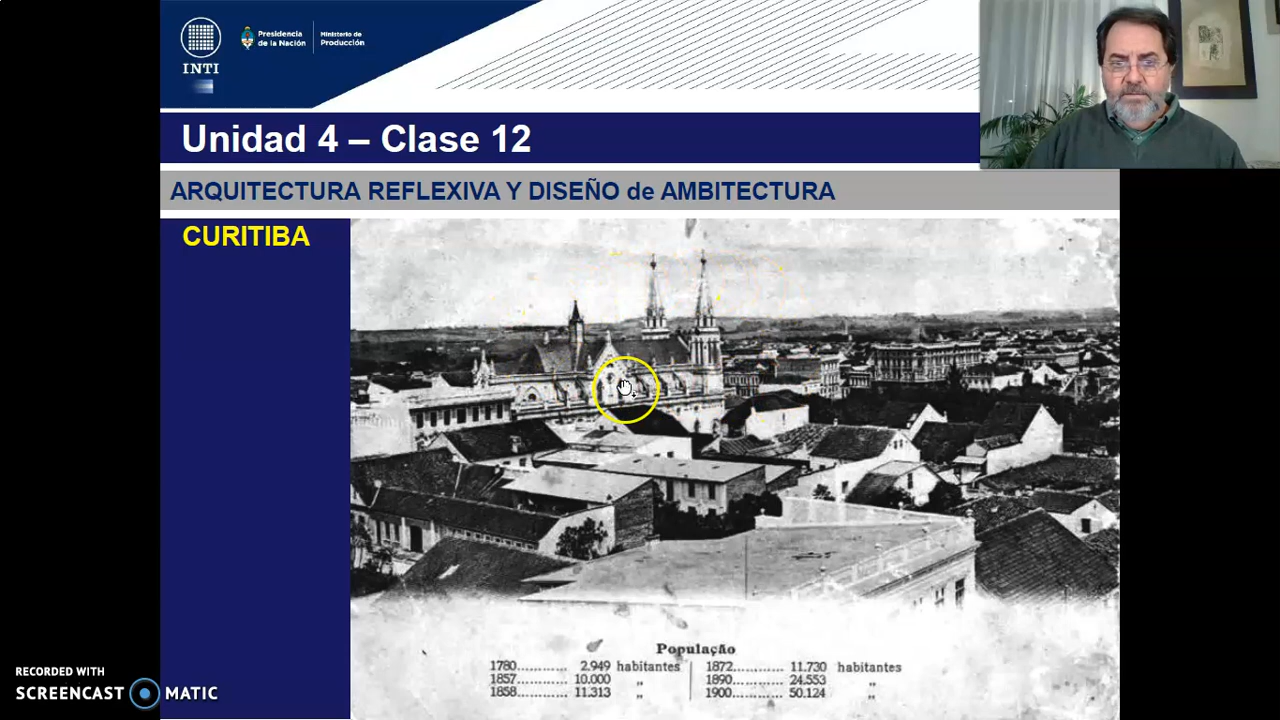 INTI
Presidencia
de la Nación
Ministerio de
Producción
Unidad 4 – Clase 12
ARQUITECTURA REFLEXIVA Y DISEÑO de AMBITECTURA
CURITIBA
População
1780............ 2.949 habitantes
1857............ 10.000 „
1858............ 11.313 „
1872............ 11.730 habitantes
1890............ 24.553 „
1900............ 50.124 „
RECORDED WITH
SCREENCAST MATIC